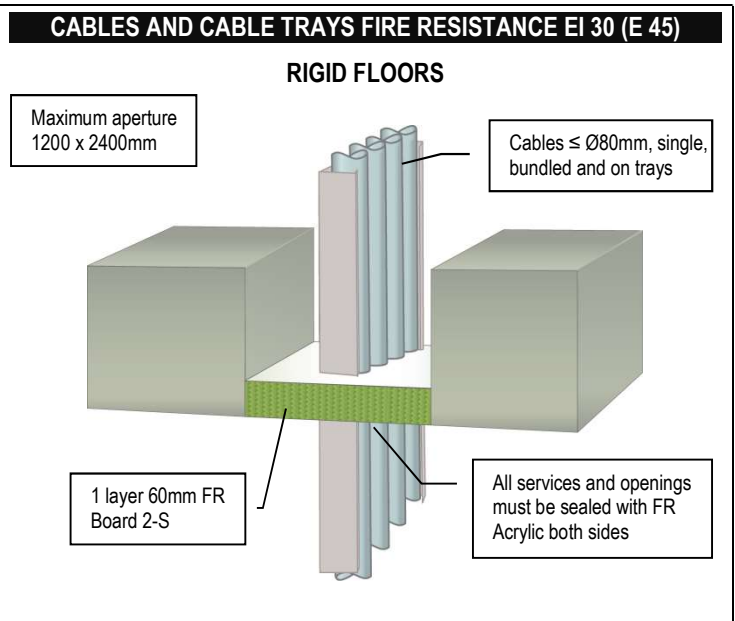 CABLES AND CABLE TRAYS FIRE RESISTANCE EI 30 (E 45)
RIGID FLOORS
Maximum aperture
1200 x 2400mm
Cables ≤ Ø80mm, single,
bundled and on trays
1 layer 60mm FR
Board 2-S
All services and openings
must be sealed with FR
Acrylic both sides